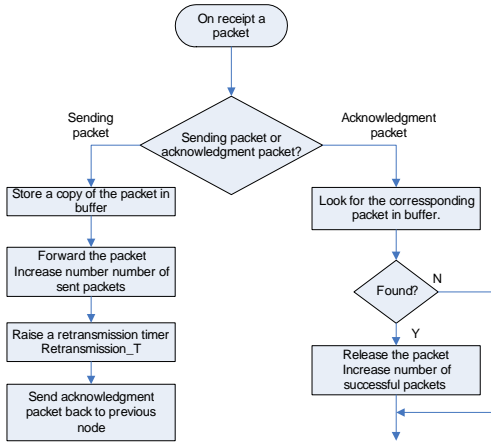 On receipt a
packet
Sending
packet
Acknowledgment
packet
Sending packet or
acknowledgment packet?
Store a copy of the packet in
buffer
Forward the packet
Increase number number of
sent packets
Raise a retransmission timer
Retransmission_T
Send acknowledgment
packet back to previous
node
Look for the corressponding
packet in buffer.
Found?
N
Y
Release the packet
Increase number of
successful packets